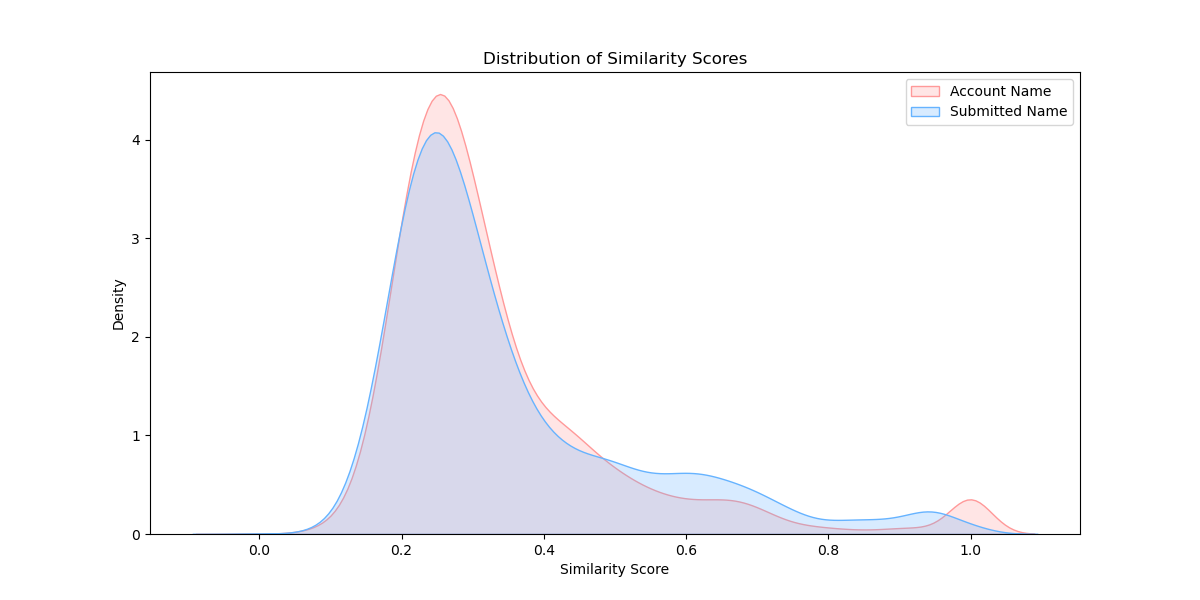 Distribution of Similarity Scores
Account Name
Submitted Name
4
3
2
1
0
Density
0.0 0.2 0.4 0.6 0.8 1.0
Similarity Score